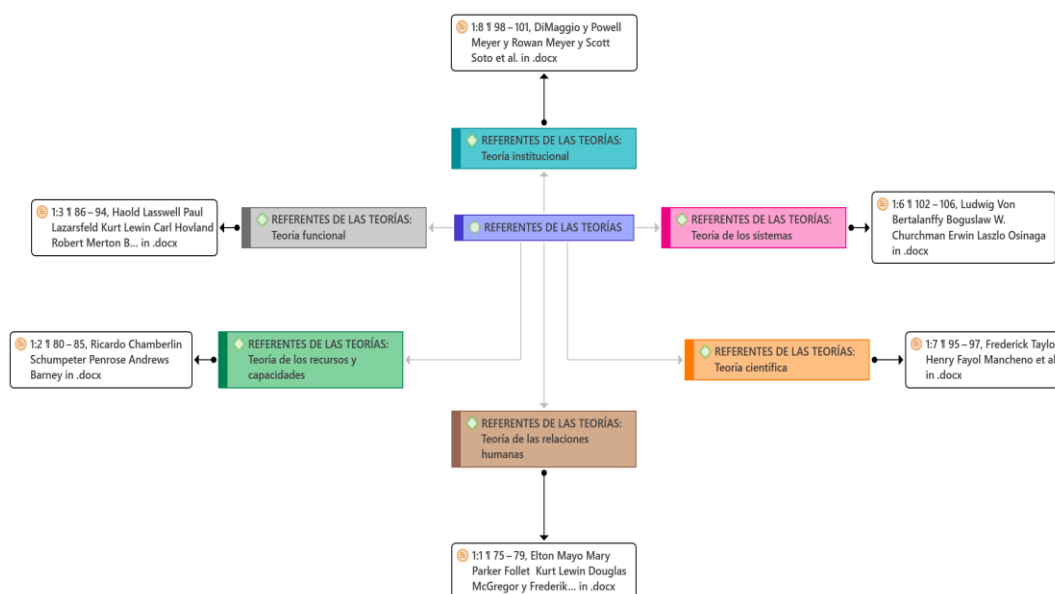 1:8 ¶ 98 – 101, DiMaggio y Powell
Meyer y Rowan Meyer y Scott
Soto et al. in .docx
REFERENTES DE LAS TEORÍAS:
Teoría institucional
1:3 ¶ 86 – 94, Haold Lasswell Paul
Lazarsfeld Kurt Lewin Carl Hovland
Robert Merton B... in .docx
REFERENTES DE LAS TEORÍAS:
Teoría funcional
REFERENTES DE LAS TEORÍAS
REFERENTES DE LAS TEORÍAS:
Teoría de los sistemas
1:6 ¶ 102 – 106, Ludwig Von
Bertalanffy Boguslaw W.
Churchman Erwin Laszlo Osinaga
in .docx
1:2 ¶ 80 – 85, Ricardo Chamberlin
Schumpeter Penrose Andrews
Barney in .docx
REFERENTES DE LAS TEORÍAS:
Teoría de los recursos y
capacidades
REFERENTES DE LAS TEORÍAS:
Teoría científica
1:7 ¶ 95 – 97, Frederick Taylo
Henry Fayol Mancheno et al
in .docx
REFERENTES DE LAS TEORÍAS:
Teoría de las relaciones
humanas
1:1 ¶ 75 – 79, Elton Mayo Mary
Parker Follet Kurt Lewin Douglas
McGregor y Frederik... in .docx